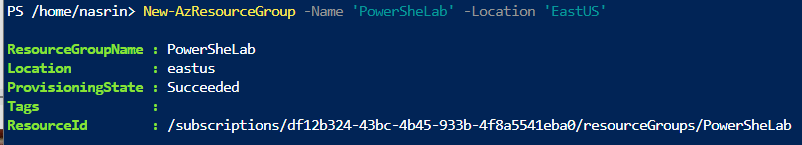 PS /home/nasrin> New-AzResourceGroup -Name 'PowerSheLab' -Location 'EastUS'
ResourceGroupName : PowerSheLab
Location          : eastus
ProvisioningState : Succeeded
Tags              :
ResourceId        : /subscriptions/df12b324-43bc-4b45-933b-4f8a5541eba0/resourceGroups/PowerSheLab